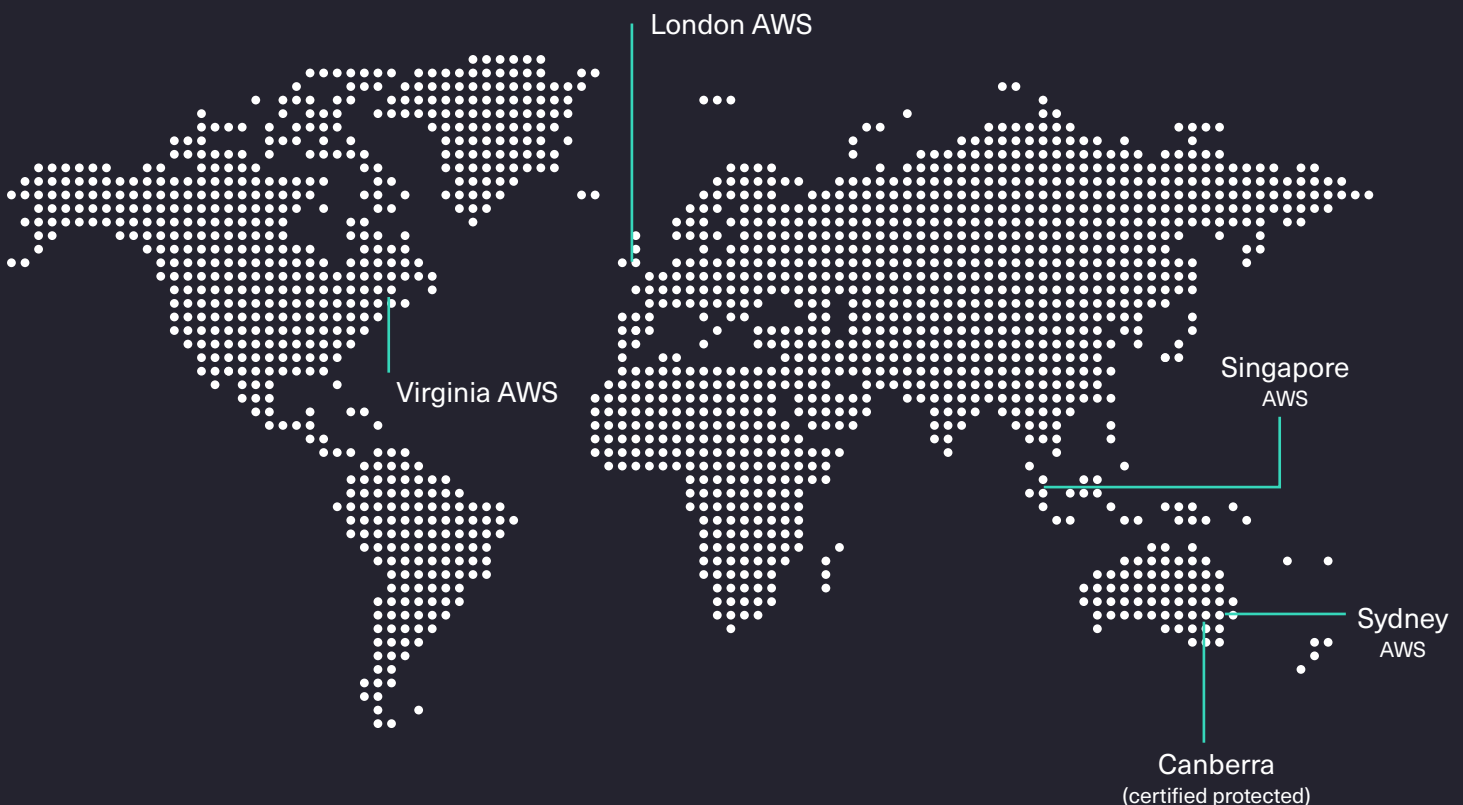 London AWS
Virginia AWS
Singapore
AWS
Sydney
AWS
Canberra
(certified protected)